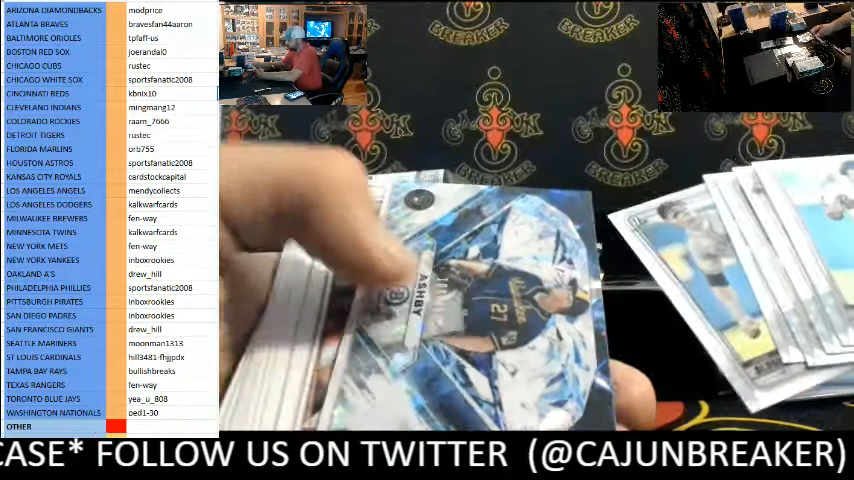 ARIZONA DIAMONDBACKS modprice
ATLANTA BRAVES bravesfan44aaron
BALTIMORE ORIOLES tpfaff-us
BOSTON RED SOX joerandal0
CHICAGO CUBS rustec
CHICAGO WHITE SOX sportsfanatic2008
CINCINNATI REDS kbnix10
CLEVELAND INDIANS mingmang12
COLORADO ROCKIES raam_7666
DETROIT TIGERS rustec
FLORIDA MARLINS orb755
HOUSTON ASTROS sportsfanatic2008
KANSAS CITY ROYALS cardstockcapital
LOS ANGELES ANGELS mendycollects
LOS ANGELES DODGERS kalkwarfcards
MILWAUKEE BREWERS fen-way
MINNESOTA TWINS kalkwarfcards
NEW YORK METS fen-way
NEW YORK YANKEES inboxrookies
OAKLAND A'S drew_hill
PHILADELPHIA PHILLIES sportsfanatic2008
PITTSBURGH PIRATES inboxrookies
SAN DIEGO PADRES inboxrookies
SAN FRANCISCO GIANTS drew_hill
SEATTLE MARINERS moonman1313
ST LOUIS CARDINALS hill3481-fhjjpdx
TAMPA BAY RAYS bullishbreaks
TEXAS RANGERS fen-way
TORONTO BLUE JAYS yea_u_808
WASHINGTON NATIONALS oed1-30
OTHER
BREAKER
BREAKER
CAJUN
BREAKER
CAJUN
BREAKER
ASHBY
27
CASE* FOLLOW US ON TWITTER (@CAJUNBREAKER)